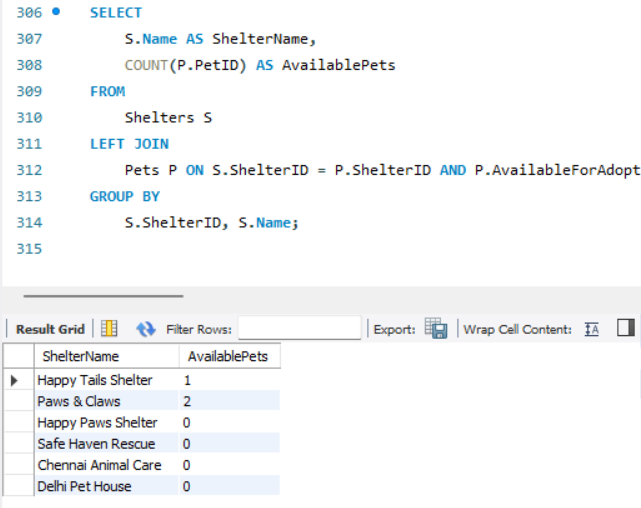 306 SELECT
307 S.Name AS ShelterName,
308 COUNT(P.PetID) AS AvailablePets
309 FROM
310 Shelters S
311 LEFT JOIN
312 Pets P ON S.ShelterID = P.ShelterID AND P.AvailableForAdopt
313 GROUP BY
314 S.ShelterID, S.Name;
315
Result Grid Filter Rows: Export: Wrap Cell Content:
ShelterName AvailablePets
Happy Tails Shelter 1
Paws & Claws 2
Happy Paws Shelter 0
Safe Haven Rescue 0
Chennai Animal Care 0
Delhi Pet House 0